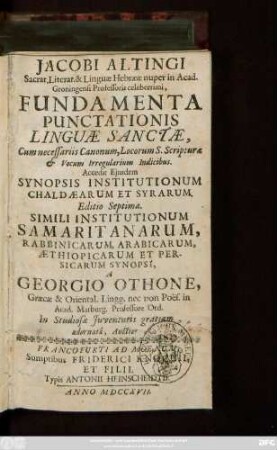 JACOBI ALTINGI
Sacrar. Literar. & Linguæ Hebrææ nuper in Acad.
Groningensi Professoris celeberrimi,
FUNDAMENTA
PUNCTATIONIS
LINGUÆ SANCTÆ,
Cum necessariis Canonum, Locorum S. Scripturæ
& Vocum Irregularium Indicibus.
Accedit Ejusdem
SYNOPSIS INSTITUTIONUM
CHALDÆARUM ET SYRARUM.
Editio Septima.
SIMILI INSTITUTIONUM
SAMARITANARUM,
RABBINICARUM, ARABICARUM,
ÆTHIOPICARUM ET PER-
SICARUM SYNOPSI,
A
GEORGIO OTHONE,
Græcæ & Oriental. Lingg. nec non Poës. in
Acad. Marburg. Professore Ord.
In Studiosæ Juventutis gratiam
adornatâ, Auctior
FRANCOFURTI AD
Sumptibus FRIDERICI
ET FILII.
Typis ANTONII HEINSCHEIDTII
ANNO MDCCXVII.